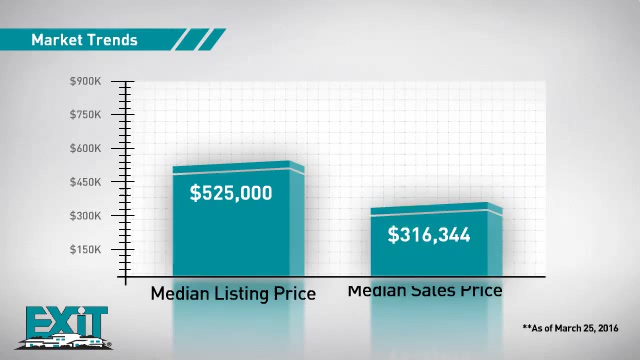 Market Trends
$900K
$750K
$600K
$450K
$300K
$150K
$525,000
$316,344
Median Listing Price
Median Sales Price
EXiT
**As of March 25, 2016